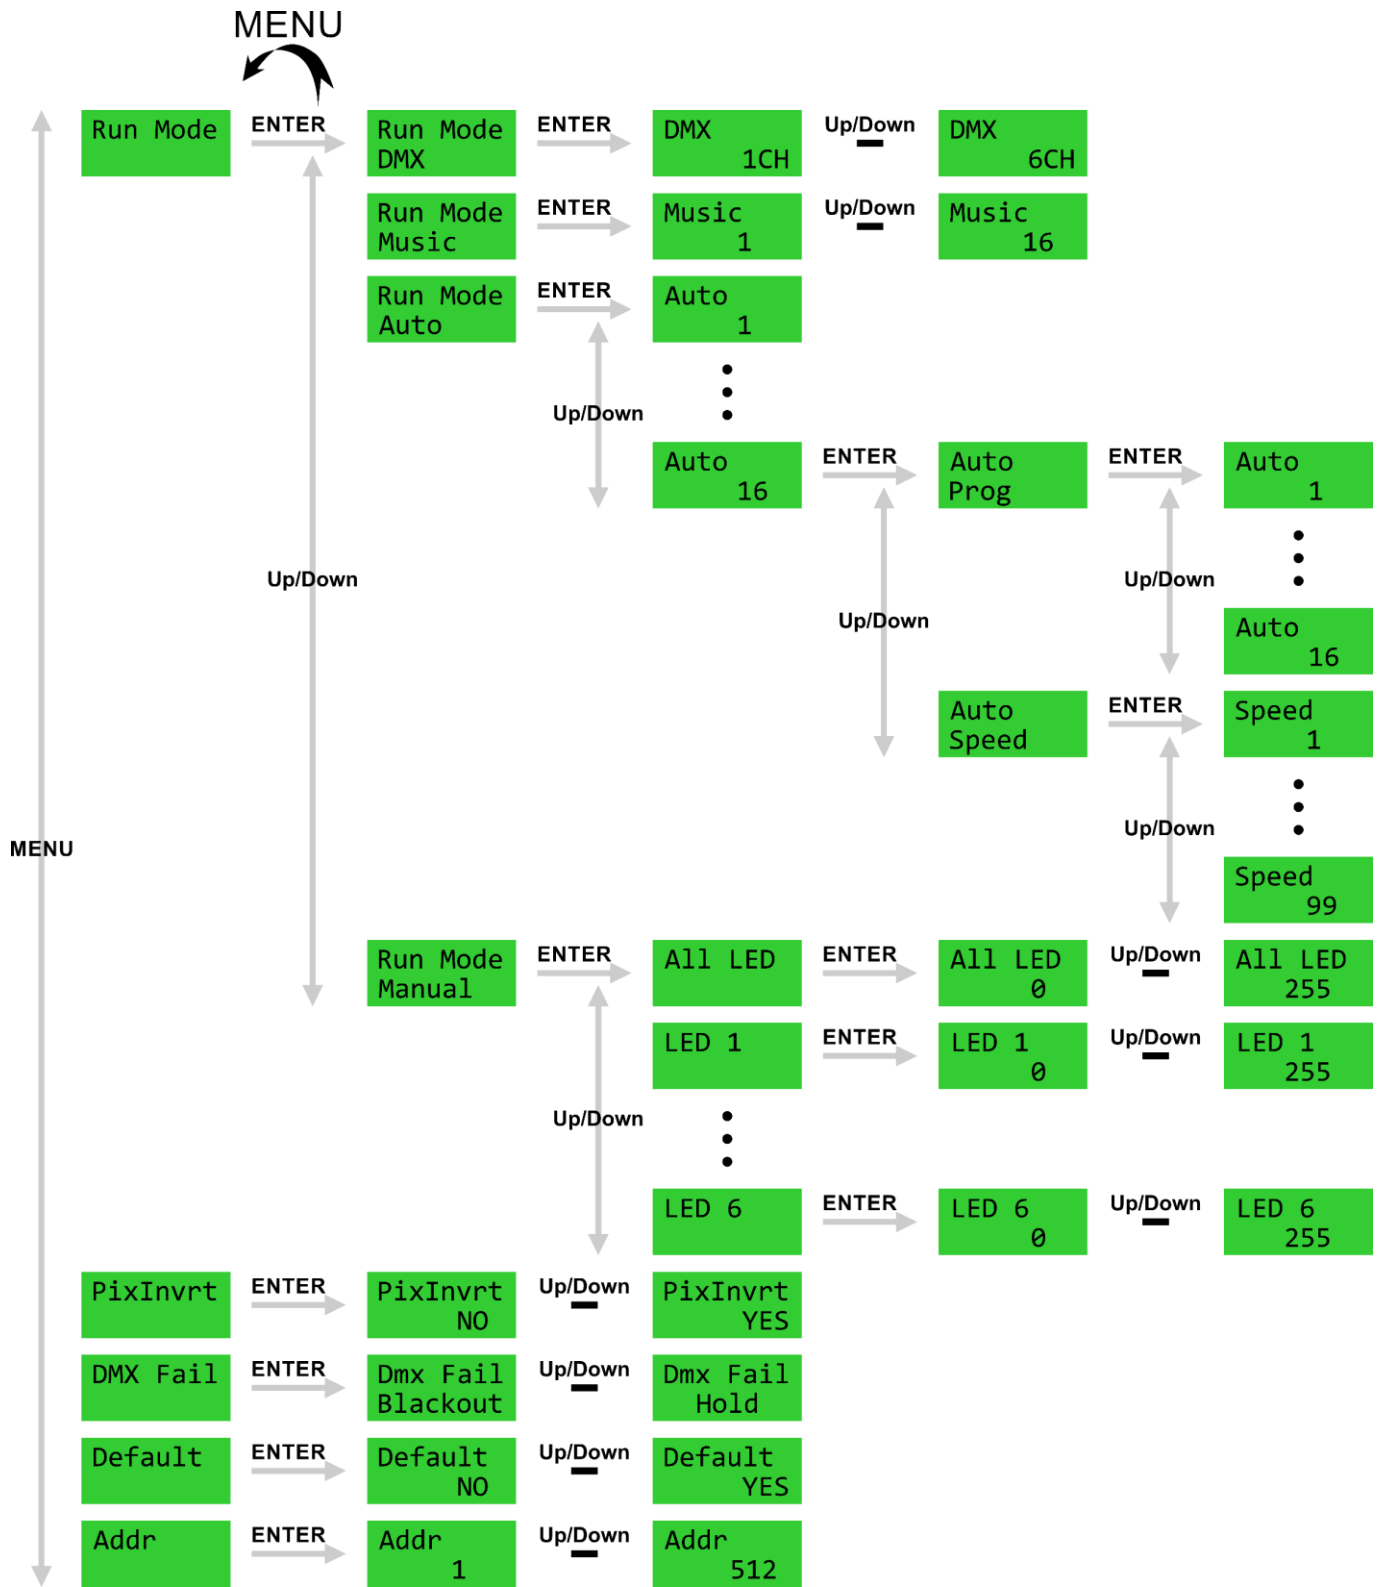 MENU
Run Mode
ENTER
Run Mode
DMX
ENTER
DMX
1CH
Up/Down
DMX
6CH
Run Mode
Music
ENTER
Music
1
Up/Down
Music
16
Run Mode
Auto
ENTER
Auto
1
Up/Down
Auto
16
ENTER
Auto
Prog
ENTER
Auto
1
Up/Down
Up/Down
Up/Down
Auto
16
Auto
Speed
ENTER
Speed
1
Up/Down
MENU
Speed
99
Run Mode
Manual
ENTER
All LED
ENTER
All LED
0
Up/Down
All LED
255
LED 1
ENTER
LED 1
0
Up/Down
LED 1
255
Up/Down
LED 6
ENTER
LED 6
0
Up/Down
LED 6
255
PixInvrt
ENTER
PixInvrt
NO
Up/Down
PixInvrt
YES
DMX Fail
ENTER
Dmx Fail
Blackout
Up/Down
Dmx Fail
Hold
Default
ENTER
Default
NO
Up/Down
Default
YES
Addr
ENTER
Addr
1
Up/Down
Addr
512